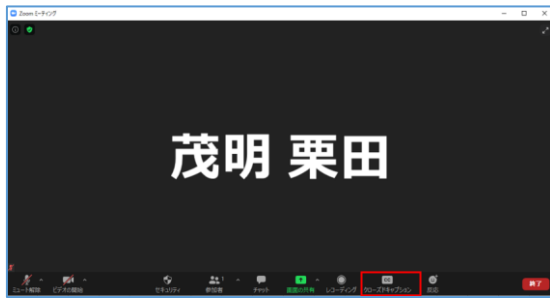 Zoom ミーティング
茂明 栗田
ミュート解除 ビデオの開始 セキュリティ 参加者 1 チャット 画面の共有 レコーディング CC クローズドキャプション 反応 終了